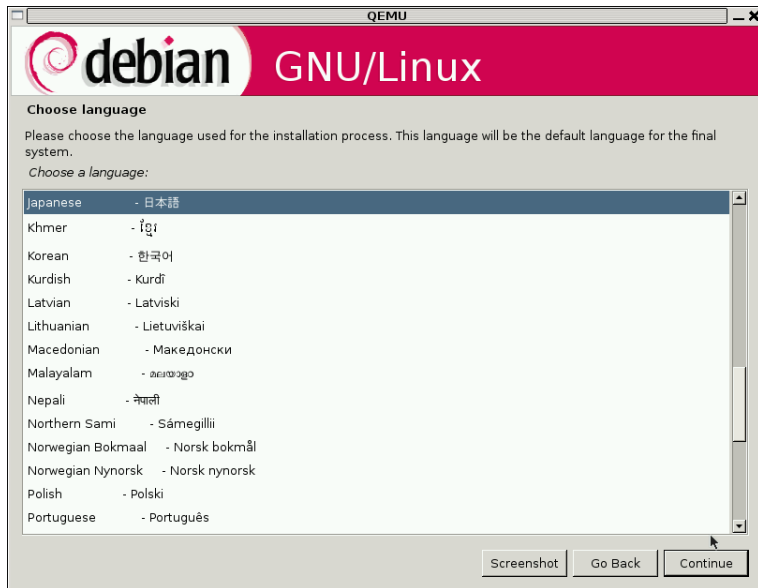 QEMU
debian GNU/Linux
Choose language
Please choose the language used for the installation process. This language will be the default language for the final
system.
Choose a language:
Japanese - 日本語
Khmer - ខ្មែរ
Korean - 한국어
Kurdish - Kurdî
Latvian - Latviski
Lithuanian - Lietuviškai
Macedonian - Македонски
Malayalam - മലയാളം
Nepali - नेपाली
Northern Sami - Sámegillii
Norwegian Bokmaal - Norsk bokmål
Norwegian Nynorsk - Norsk nynorsk
Polish - Polski
Portuguese - Português
Screenshot Go Back Continue